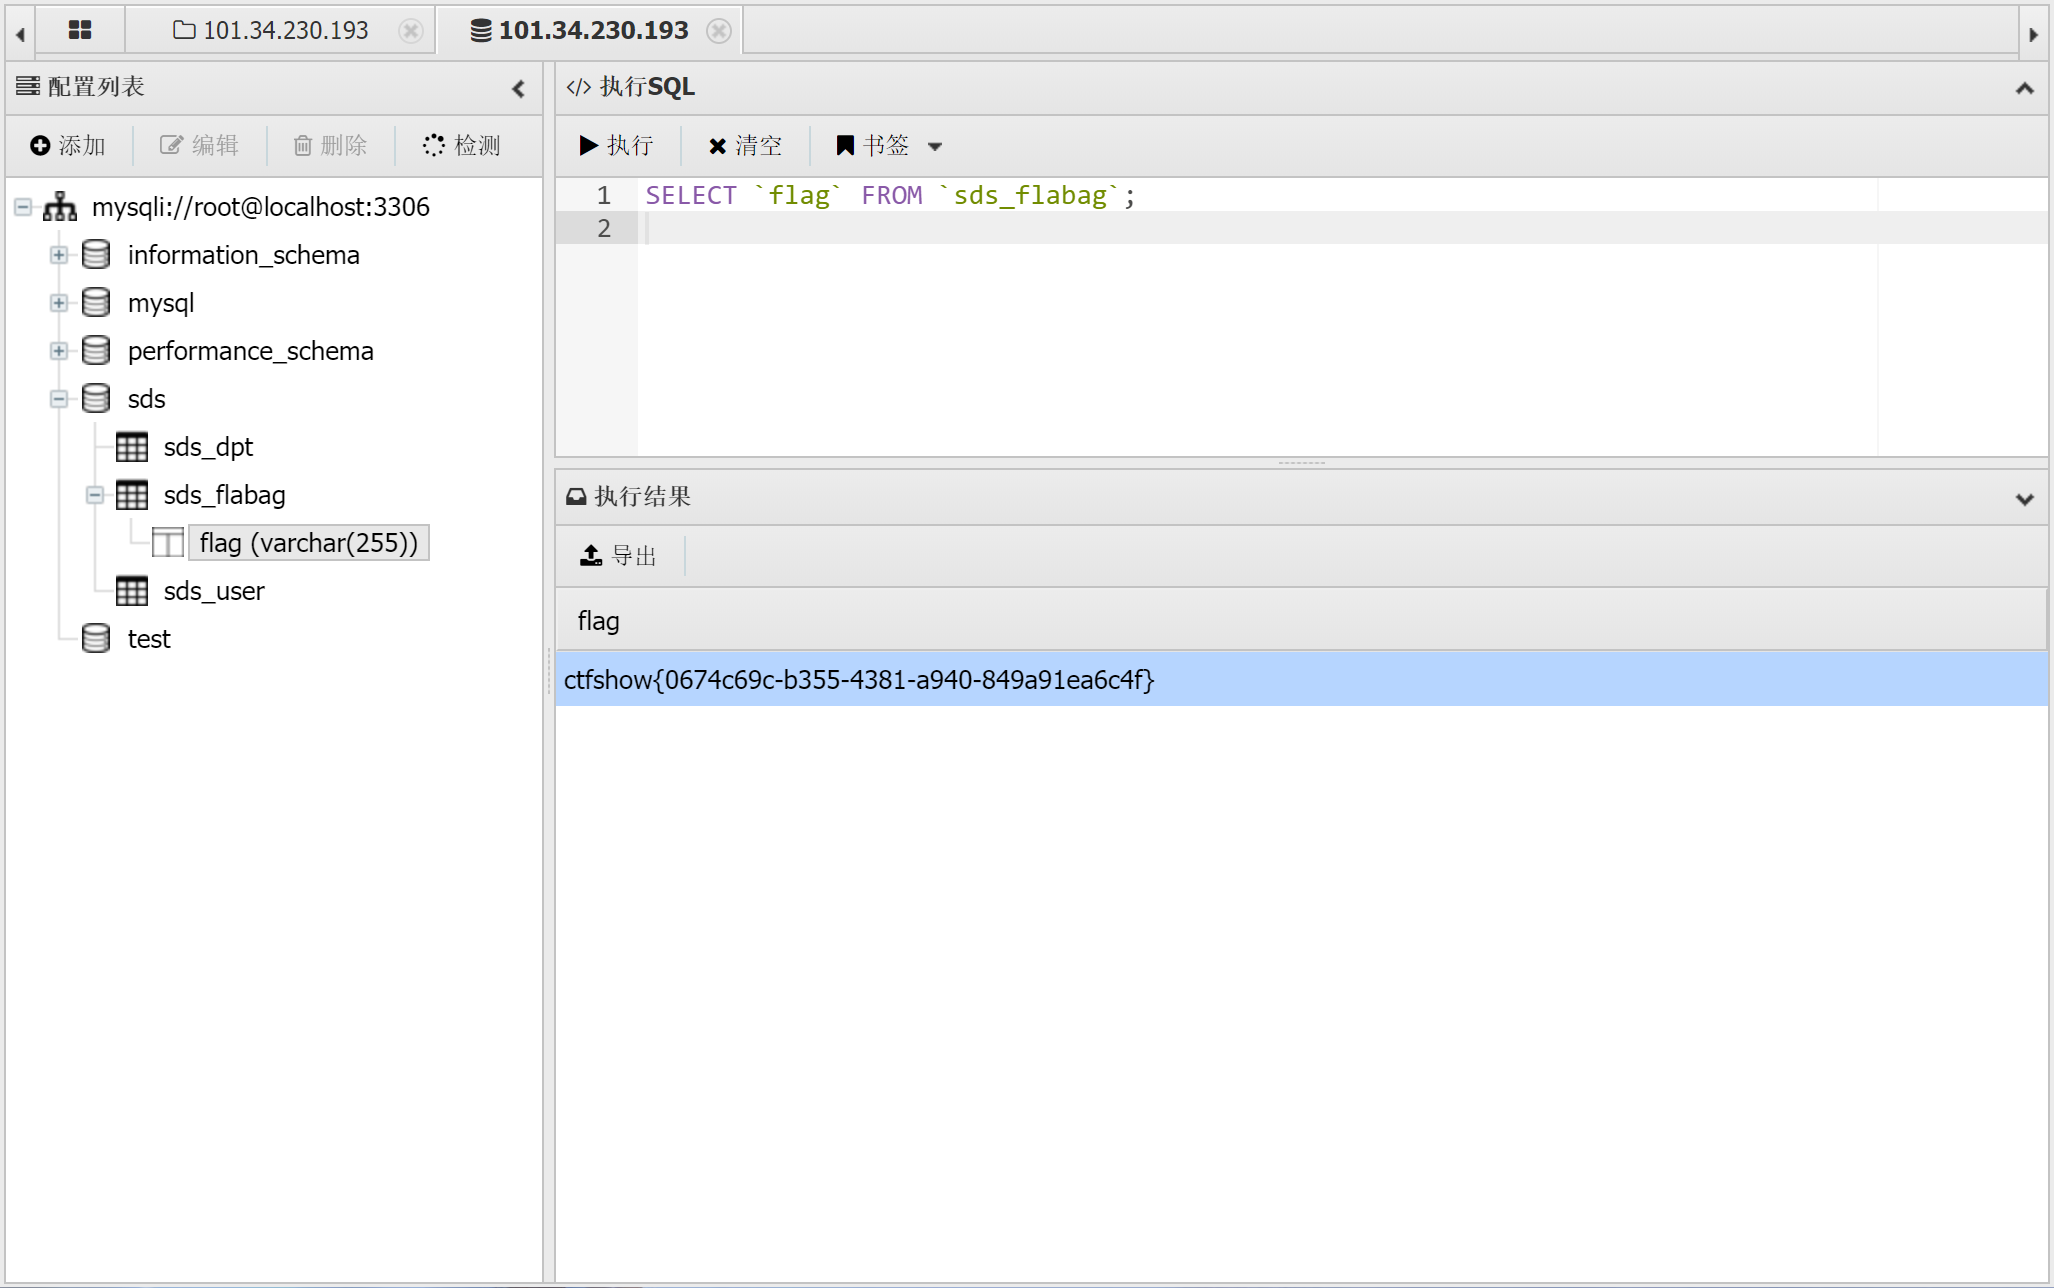 101.34.230.193
101.34.230.193
配置列表
添加
编辑
删除
检测
mysqli://root@localhost:3306
information_schema
mysql
performance_schema
sds
sds_dpt
sds_flabag
flag (varchar(255))
sds_user
test
执行SQL
执行
清空
书签
1 SELECT `flag` FROM `sds_flabag`;
2
执行结果
导出
flag
ctfshow{0674c69c-b355-4381-a940-849a91ea6c4f}